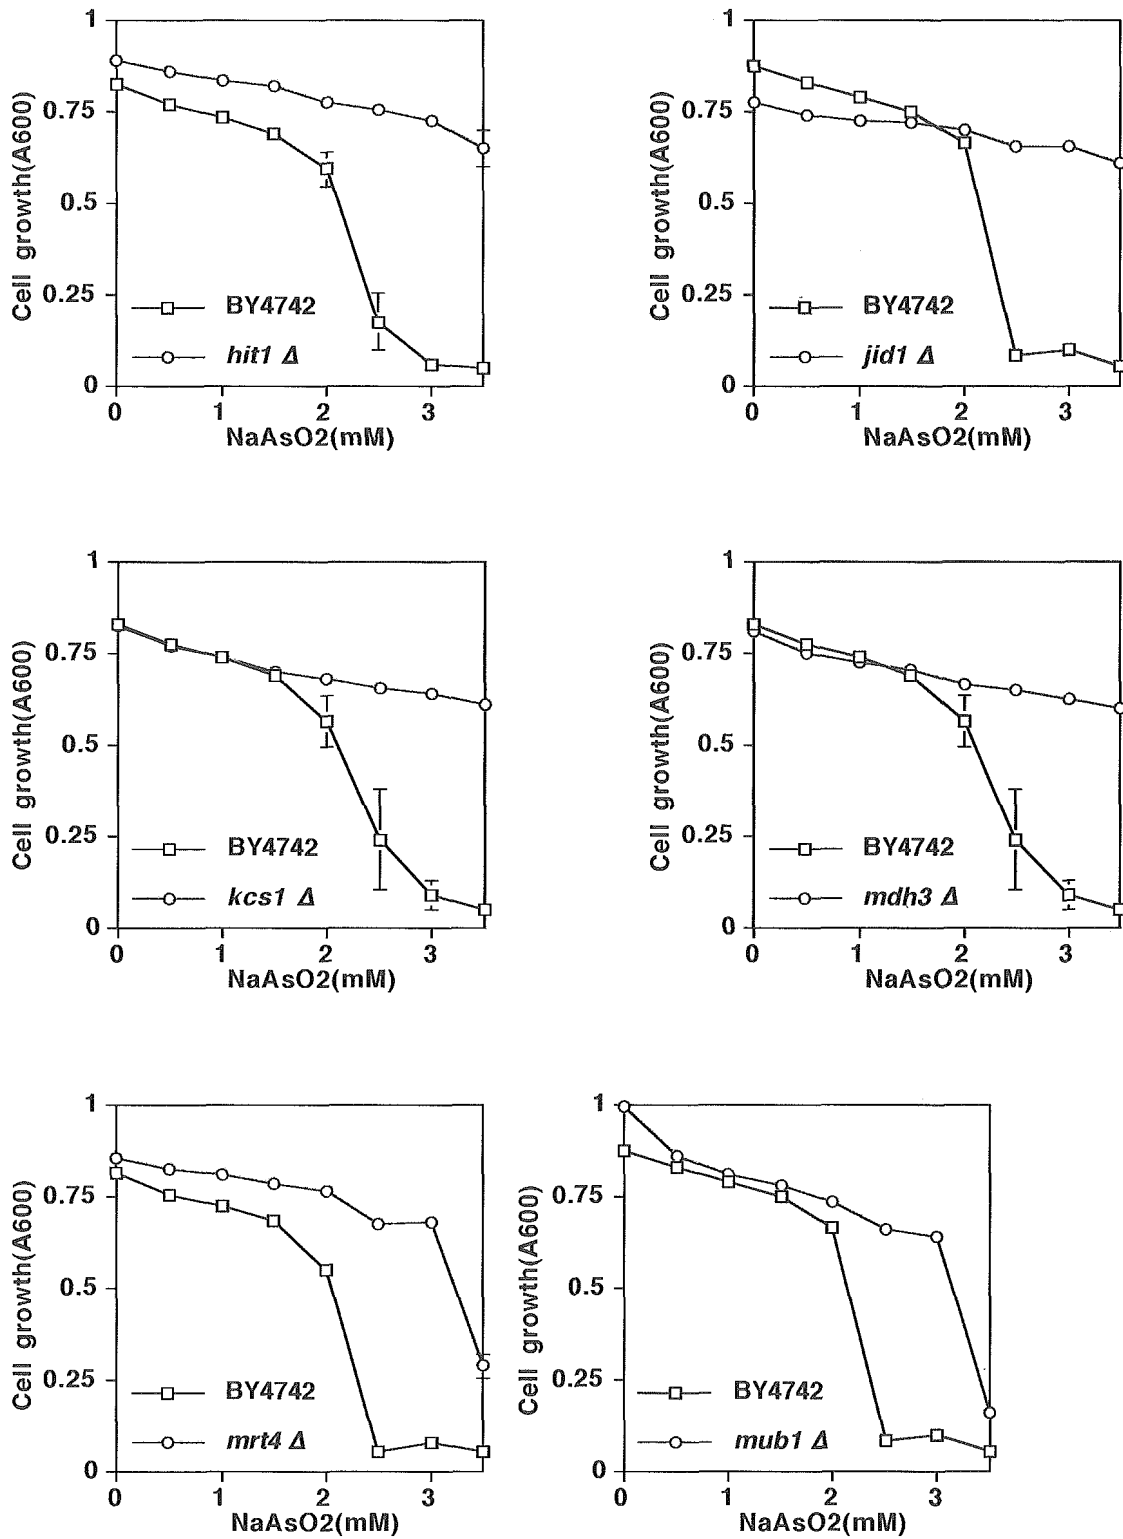 1
0.75
0.5
0.25
0
Cell growth(A600)
BY4742
hit1 Δ
0 1 2 3
NaAsO2(mM)
1
0.75
0.5
0.25
0
Cell growth(A600)
BY4742
jid1 Δ
0 1 2 3
NaAsO2(mM)
1
0.75
0.5
0.25
0
Cell growth(A600)
BY4742
kcs1 Δ
0 1 2 3
NaAsO2(mM)
1
0.75
0.5
0.25
0
Cell growth(A600)
BY4742
mdh3 Δ
0 1 2 3
NaAsO2(mM)
1
0.75
0.5
0.25
0
Cell growth(A600)
BY4742
mrt4 Δ
0 1 2 3
NaAsO2(mM)
1
0.75
0.5
0.25
0
Cell growth(A600)
BY4742
mub1 Δ
0 1 2 3
NaAsO2(mM)